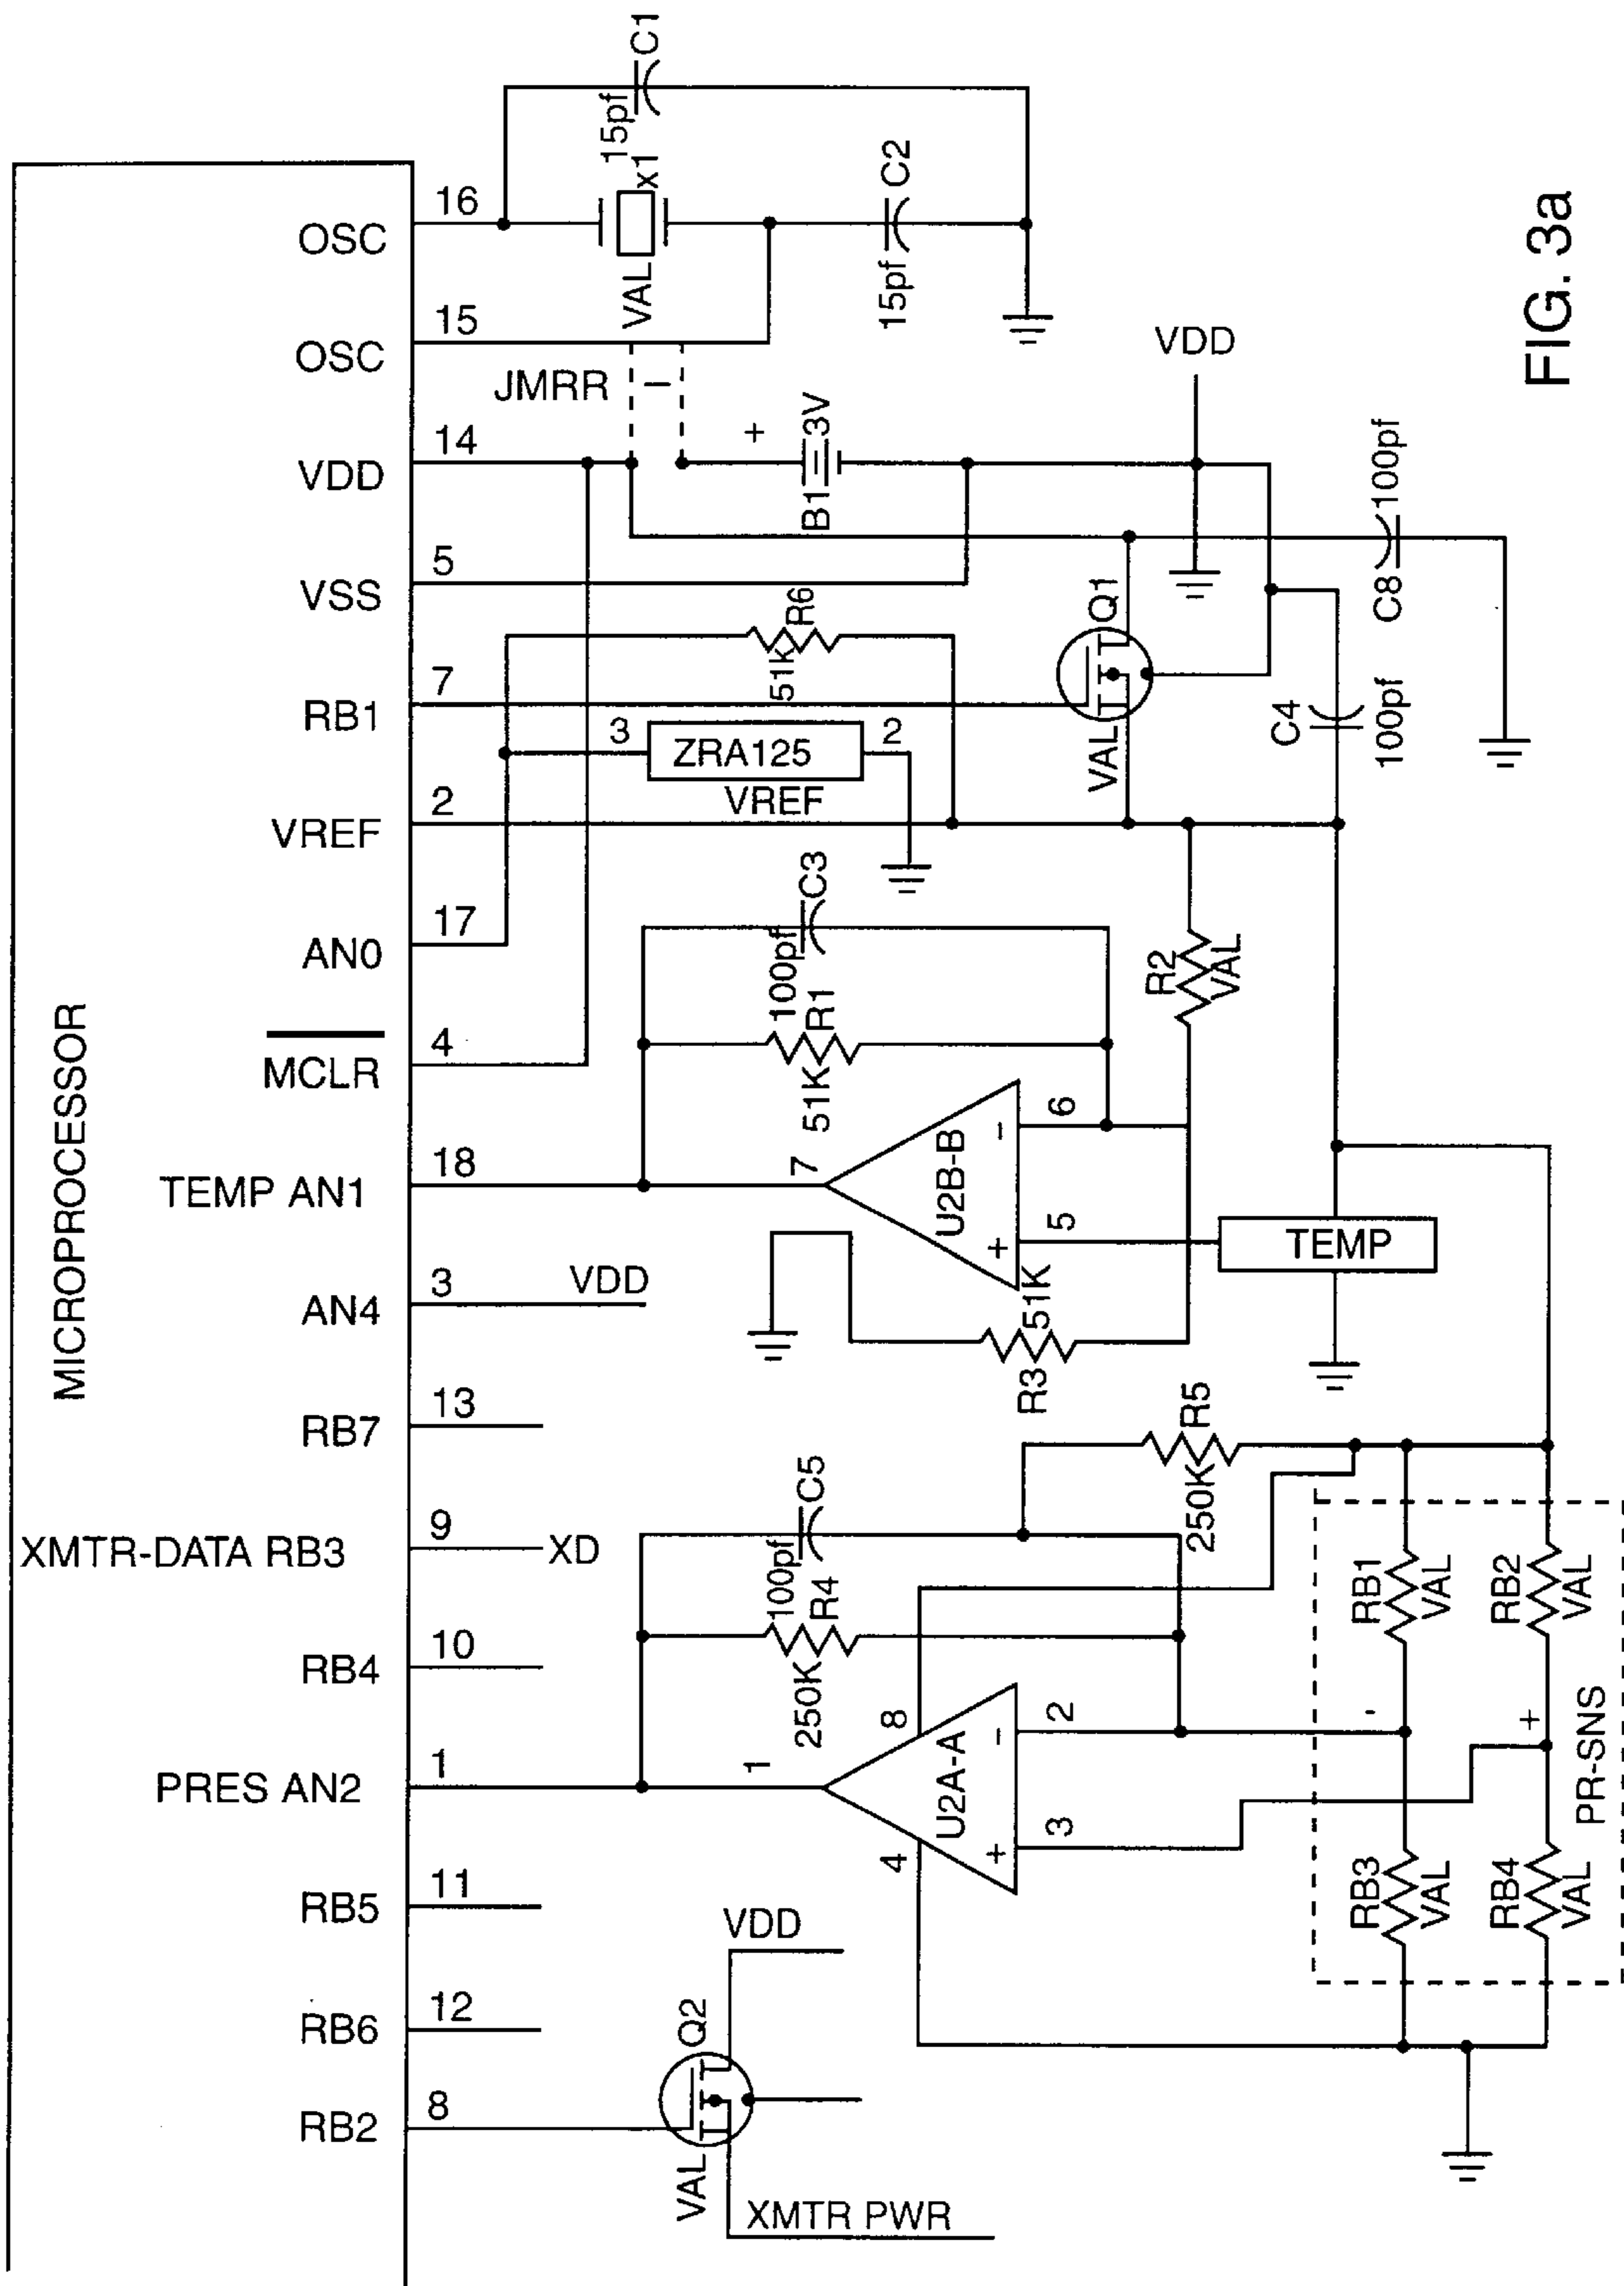 MICROPROCESSOR
OSC
16
OSC
15
VDD
14
VSS
5
RB1
7
VREF
2
AN0
17
MCLR
4
TEMP AN1
18
AN4
3
VDD
RB7
13
XMTR-DATA RB3
9
XD
RB4
10
PRES AN2
1
RB5
11
RB6
12
RB2
8
C1
15pf
x1
VAL
C2
15pf
JMRR
+
B1
3V
VDD
R6
51k
3
ZRA125
2
VREF
Q1
VAL
C8
100pf
C4
100pf
C3
100pf
R1
51K
R2
VAL
7
U2B-B
-
6
+
5
TEMP
R3
51K
R5
250K
C5
100pf
R4
250K
1
8
U2A-A
-
2
4
+
3
RB1
VAL
RB2
VAL
-
+
RB3
VAL
RB4
VAL
PR-SNS
VDD
Q2
VAL
XMTR PWR
FIG. 3a